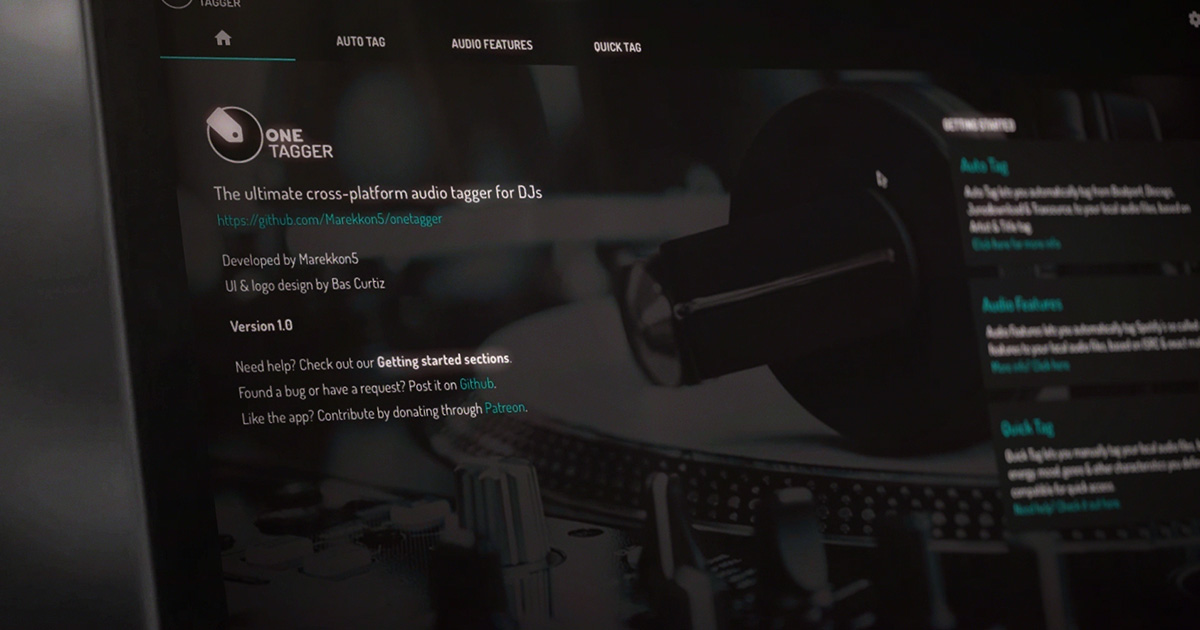 TAGGER
AUTO TAG
AUDIO FEATURES
QUICK TAG
ONE
TAGGER
The ultimate cross-platform audio tagger for DJs
https://github.com/Marekkon5/onetagger
Developed by Marekkon5
UI & logo design by Bas Curtiz
Version 1.0
Need help? Check out our Getting started sections.
Found a bug or have a request? Post it on Github.
Like the app? Contribute by donating through Patreon.
GETTING STARTED
Auto Tag
Auto Tag lets you automatically tag from Beatport, Discogs,
Junodownload & Traxsource, to your local audio files, based on
Artist & Title tag
Click here for more info
Audio Features
Audio Features lets you automatically tag Spotify's so called
features to your local audio files, based on ISRC & exact
More info? Click here
Quick Tag
Quick Tag lets you manually tag your local audio files,
energy, mood, genre & other characteristics you
compatible for quick access
Need help? Check it out here